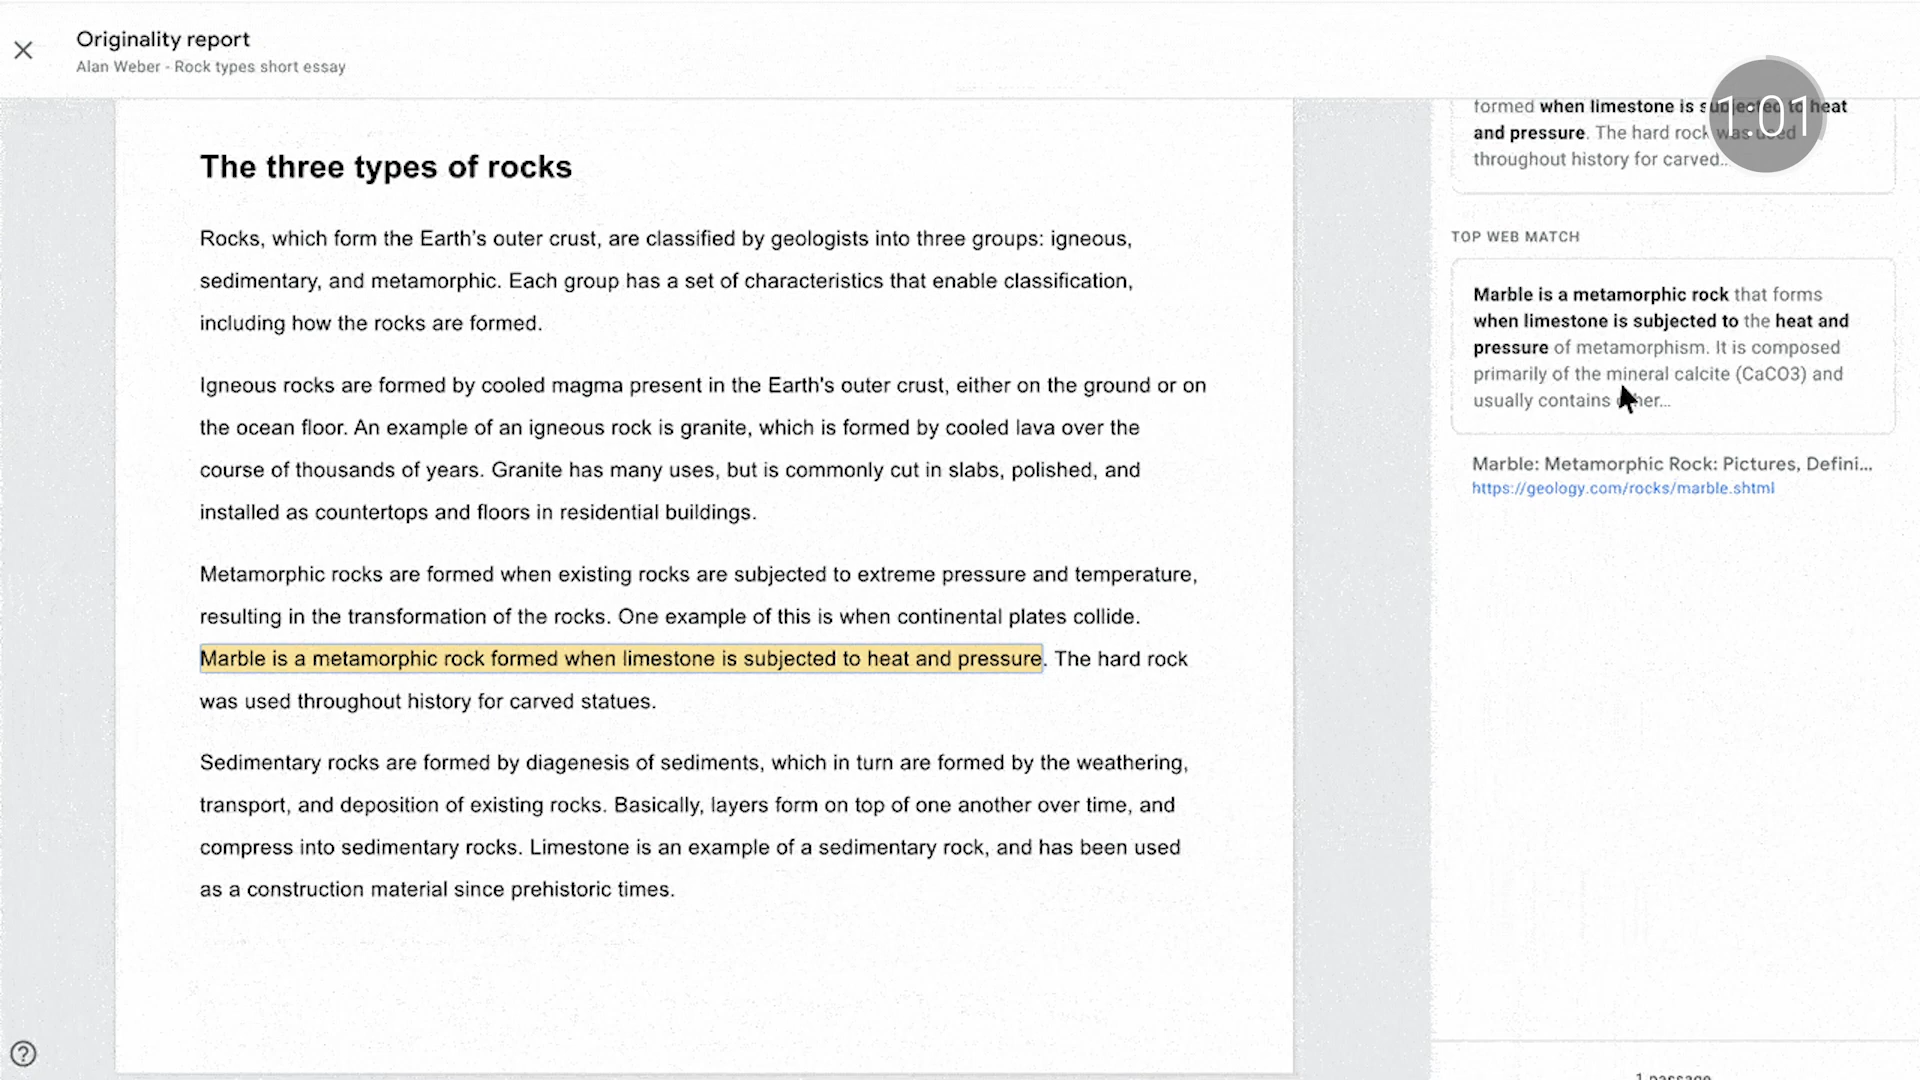 Originality report
Alan Weber - Rock types short essay
The three types of rocks
Rocks, which form the Earth's outer crust, are classified by geologists into three groups: igneous,
sedimentary, and metamorphic. Each group has a set of characteristics that enable classification,
including how the rocks are formed.
Igneous rocks are formed by cooled magma present in the Earth's outer crust, either on the ground or on
the ocean floor. An example of an igneous rock is granite, which is formed by cooled lava over the
course of thousands of years. Granite has many uses, but is commonly cut in slabs, polished, and
installed as countertops and floors in residential buildings.
Metamorphic rocks are formed when existing rocks are subjected to extreme pressure and temperature,
resulting in the transformation of the rocks. One example of this is when continental plates collide.
Marble is a metamorphic rock formed when limestone is subjected to heat and pressure. The hard rock
was used throughout history for carved statues.
Sedimentary rocks are formed by diagenesis of sediments, which in turn are formed by the weathering,
transport, and deposition of existing rocks. Basically, layers form on top of one another over time, and
compress into sedimentary rocks. Limestone is an example of a sedimentary rock, and has been used
as a construction material since prehistoric times.
1:01
formed when limestone is subjected to heat
and pressure. The hard rock was used
throughout history for carved...
TOP WEB MATCH
Marble is a metamorphic rock that forms
when limestone is subjected to the heat and
pressure of metamorphism. It is composed
primarily of the mineral calcite (CaCO3) and
usually contains other...
Marble: Metamorphic Rock: Pictures, Defini...
https://geology.com/rocks/marble.shtml
1 passage